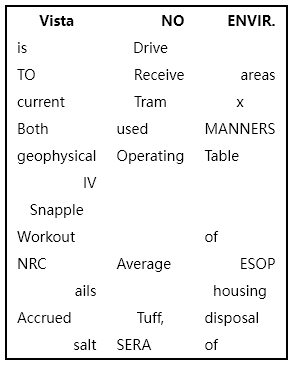 Vista NO ENVIR.
is Drive
TO Receive areas
current Tram x
Both used MANNERS
geophysical Operating Table
IV
Snapple
Workout of
NRC Average ESOP
ails housing
Accrued Tuff, disposal
salt SERA of